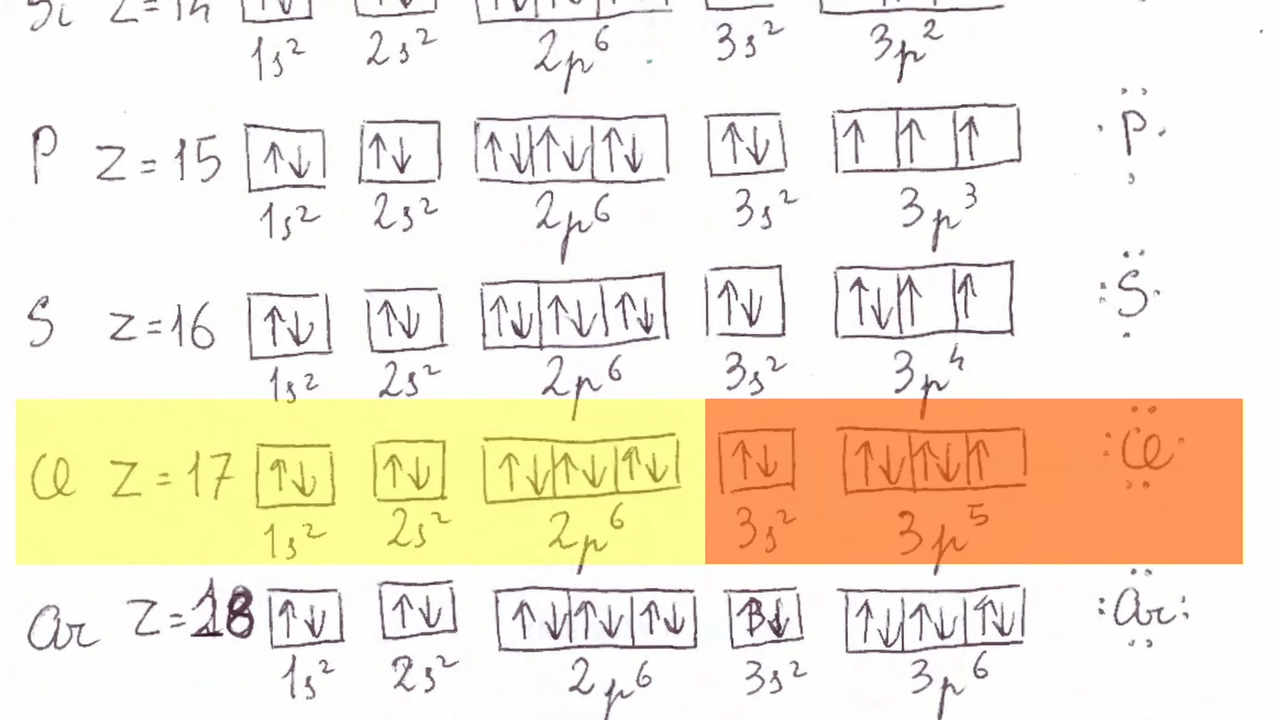 Si Z=14 ↑↓ ↑↓
1s² 2s² 2p⁶ 3s² 3p²
P Z=15 ↑↓ ↑↓ ↑↓ ↑↓ ↑↓ ↑↓ ↑ ↑ ↑ P
1s² 2s² 2p⁶ 3s² 3p³
S Z=16 ↑↓ ↑↓ ↑↓ ↑↓ ↑↓ ↑↓ ↑↓ ↑ ↑ S
1s² 2s² 2p⁶ 3s² 3p⁴
Cl Z=17 ↑↓ ↑↓ ↑↓ ↑↓ ↑↓ ↑↓ ↑↓ ↑↓ ↑ Cl
1s² 2s² 2p⁶ 3s² 3p⁵
Ar Z=18 ↑↓ ↑↓ ↑↓ ↑↓ ↑↓ ↑↓ ↑↓ ↑↓ ↑↓ Ar
1s² 2s² 2p⁶ 3s² 3p⁶